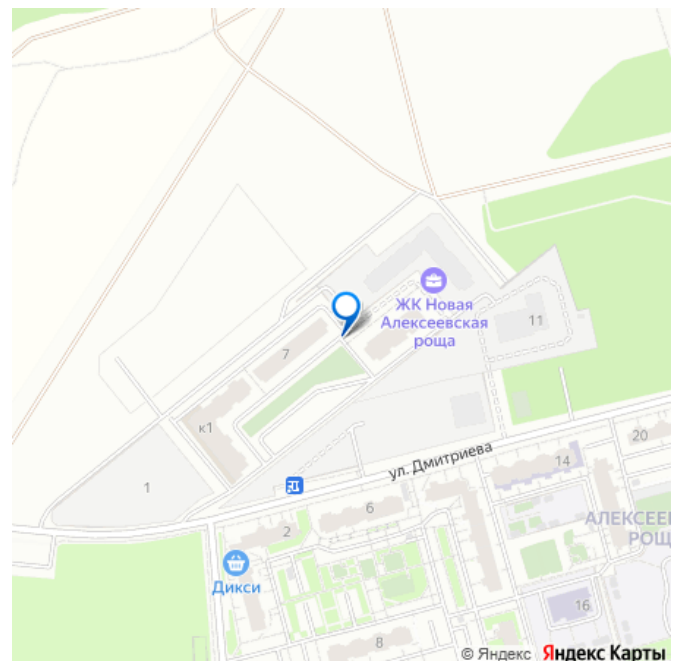 ЖК Новая
Алексеевская
роща
11
7
к1
1
ул. Дмитриева
20
14
6
2
АЛЕКСЕЕ
РОЩ
Дикси
16
8
© Яндекс Яндекс Карты